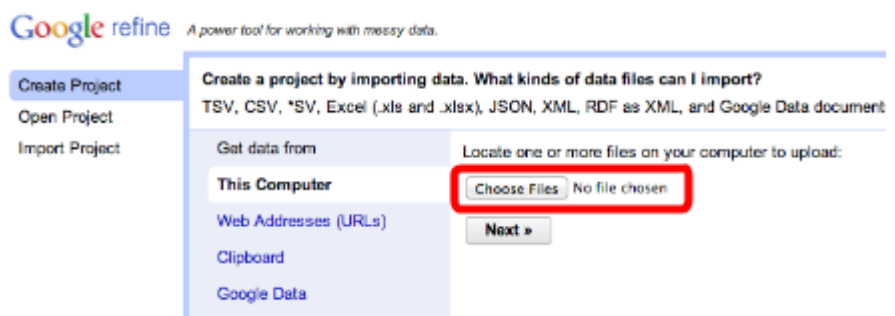 Google refine A power tool for working with messy data.
Create Project
Open Project
Import Project
Create a project by importing data. What kinds of data files can I import?
TSV, CSV, *SV, Excel (.xls and .xlsx), JSON, XML, RDF as XML, and Google Data document
Get data from
This Computer
Web Addresses (URLs)
Clipboard
Google Data
Locate one or more files on your computer to upload:
Choose Files No file chosen
Next »